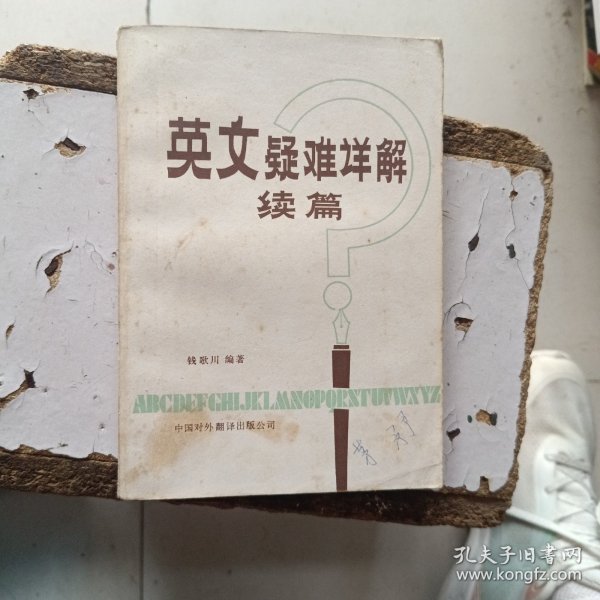 英文疑难详解
续篇
钱歌川 编著
ABCDEFGHIJKLMNOPQRSTUVWXYZ
中国对外翻译出版公司
孔夫子旧书网
www.kongfz.com